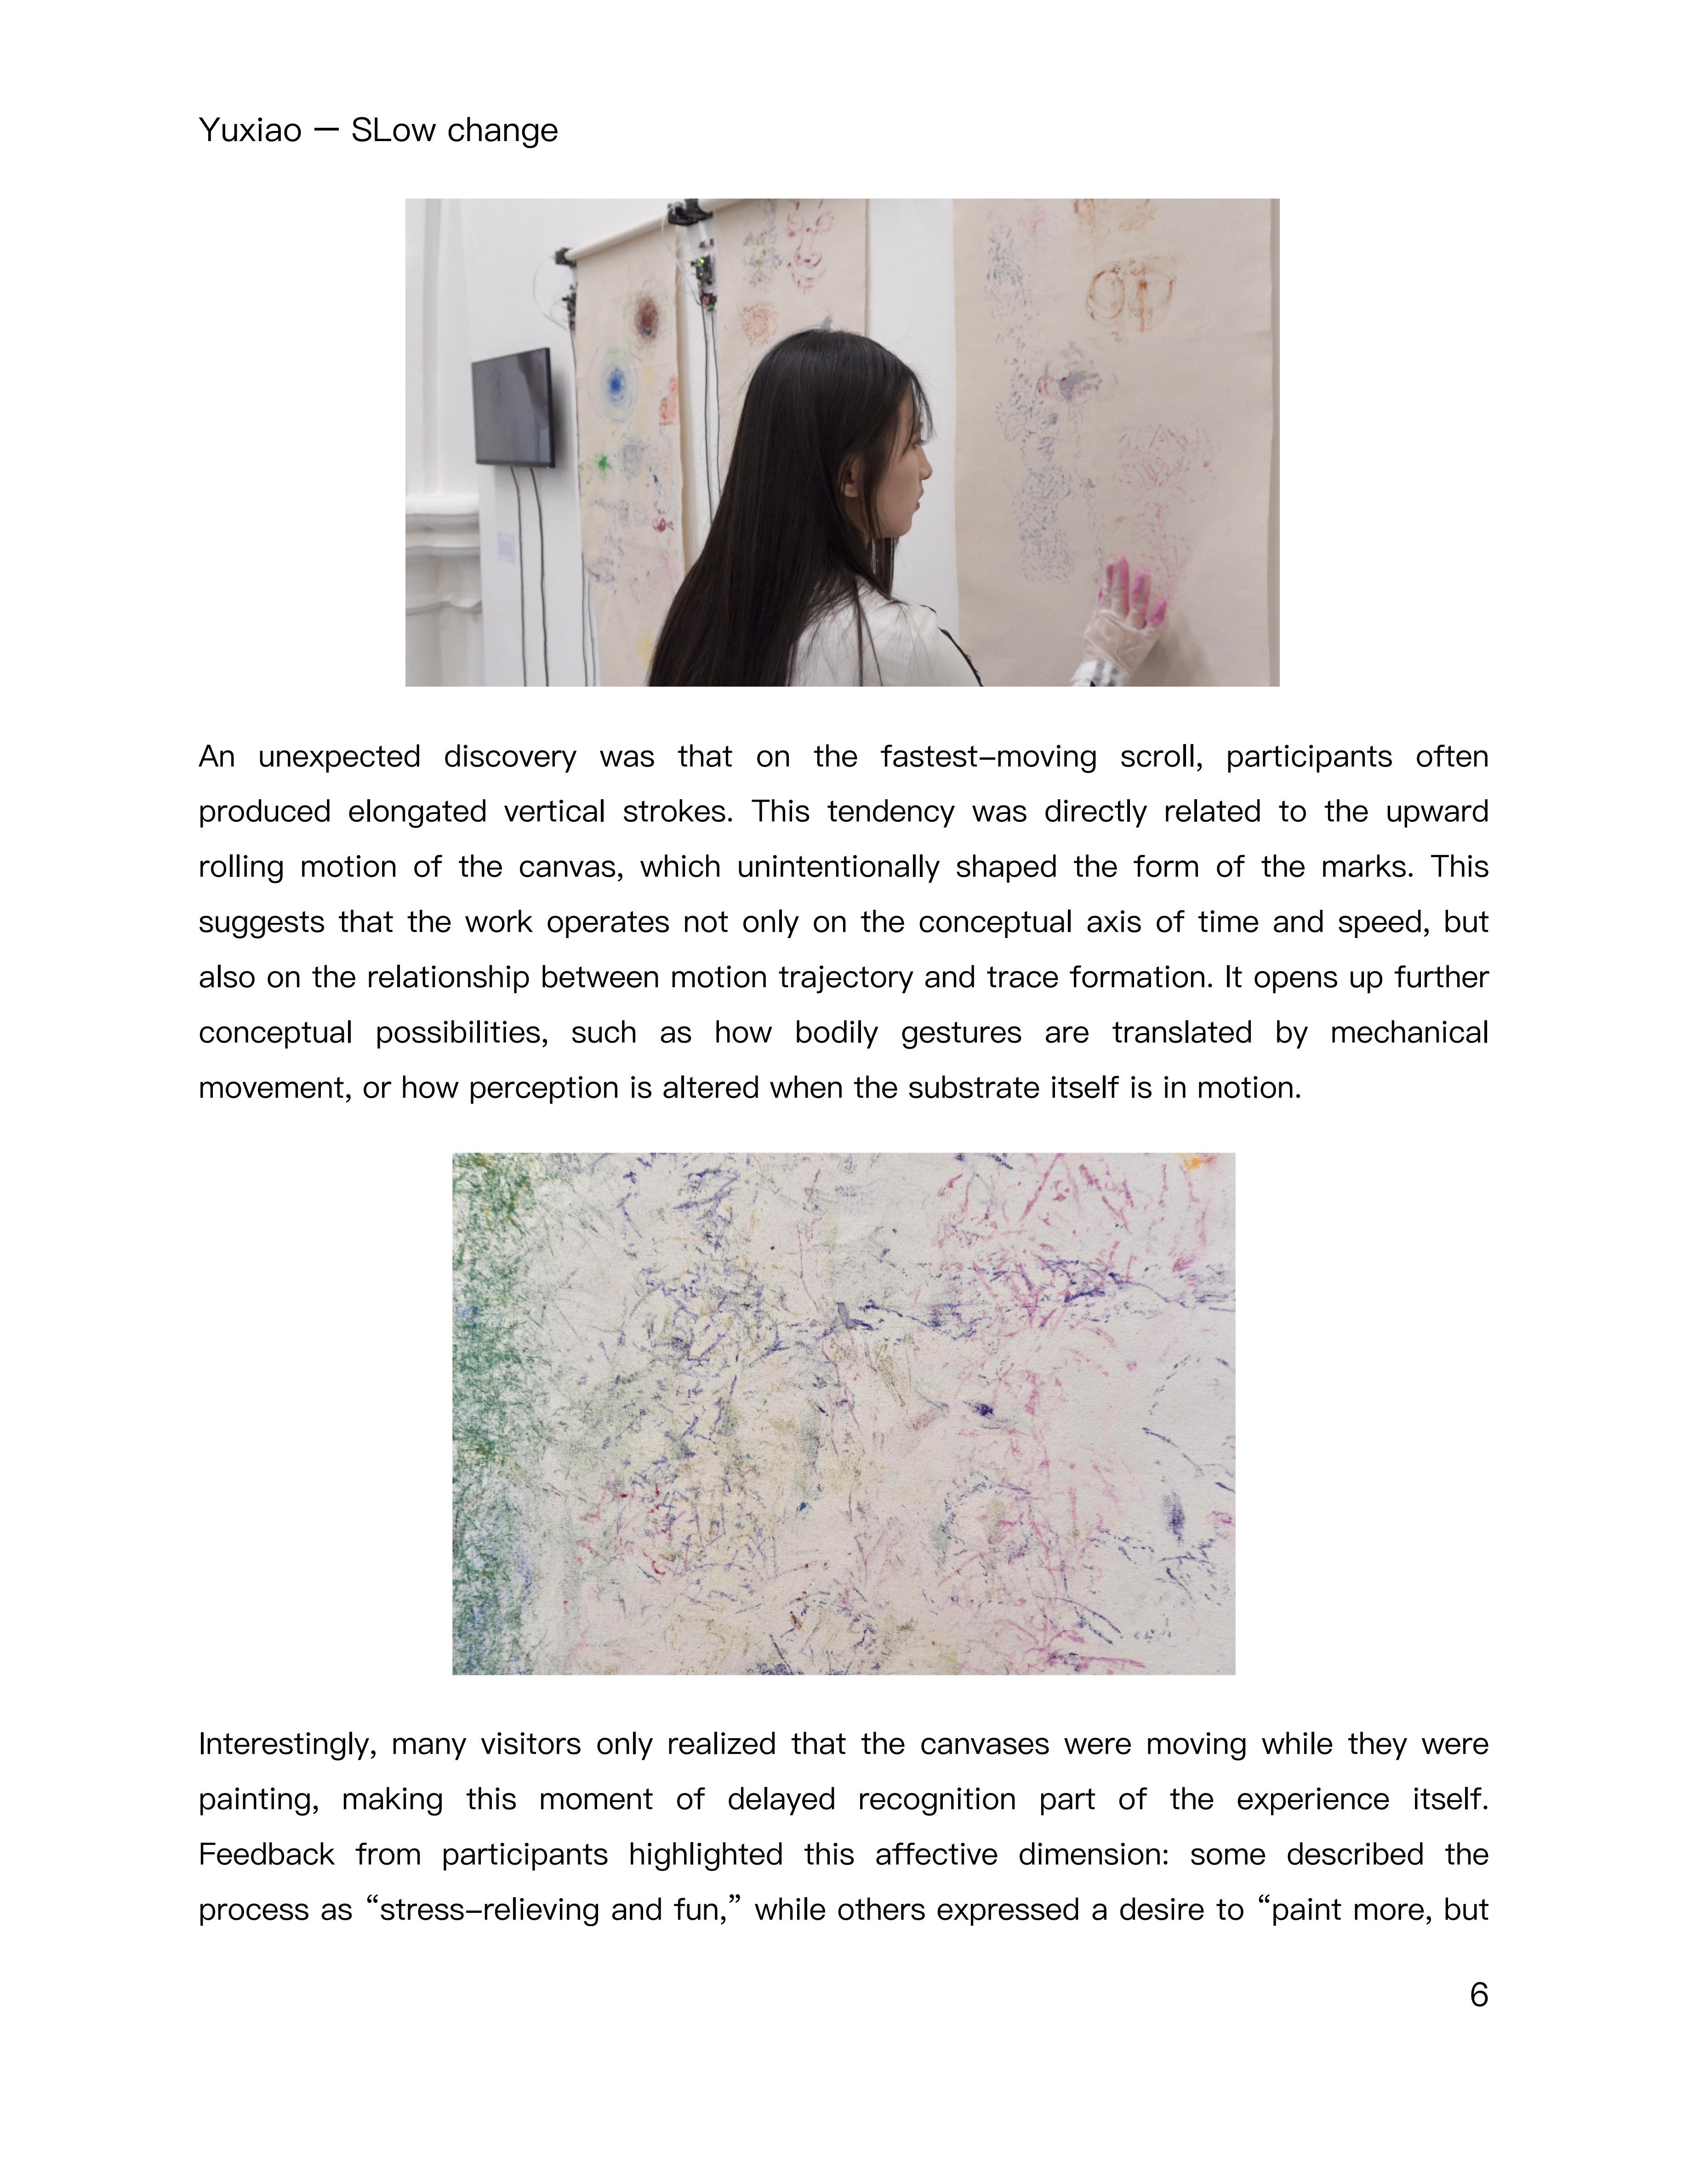 Yuxiao — SLow change
An unexpected discovery was that on the fastest–moving scroll, participants often
produced elongated vertical strokes. This tendency was directly related to the upward
rolling motion of the canvas, which unintentionally shaped the form of the marks. This
suggests that the work operates not only on the conceptual axis of time and speed, but
also on the relationship between motion trajectory and trace formation. It opens up further
conceptual possibilities, such as how bodily gestures are translated by mechanical
movement, or how perception is altered when the substrate itself is in motion.
Interestingly, many visitors only realized that the canvases were moving while they were
painting, making this moment of delayed recognition part of the experience itself.
Feedback from participants highlighted this affective dimension: some described the
process as “stress–relieving and fun,” while others expressed a desire to “paint more, but
6